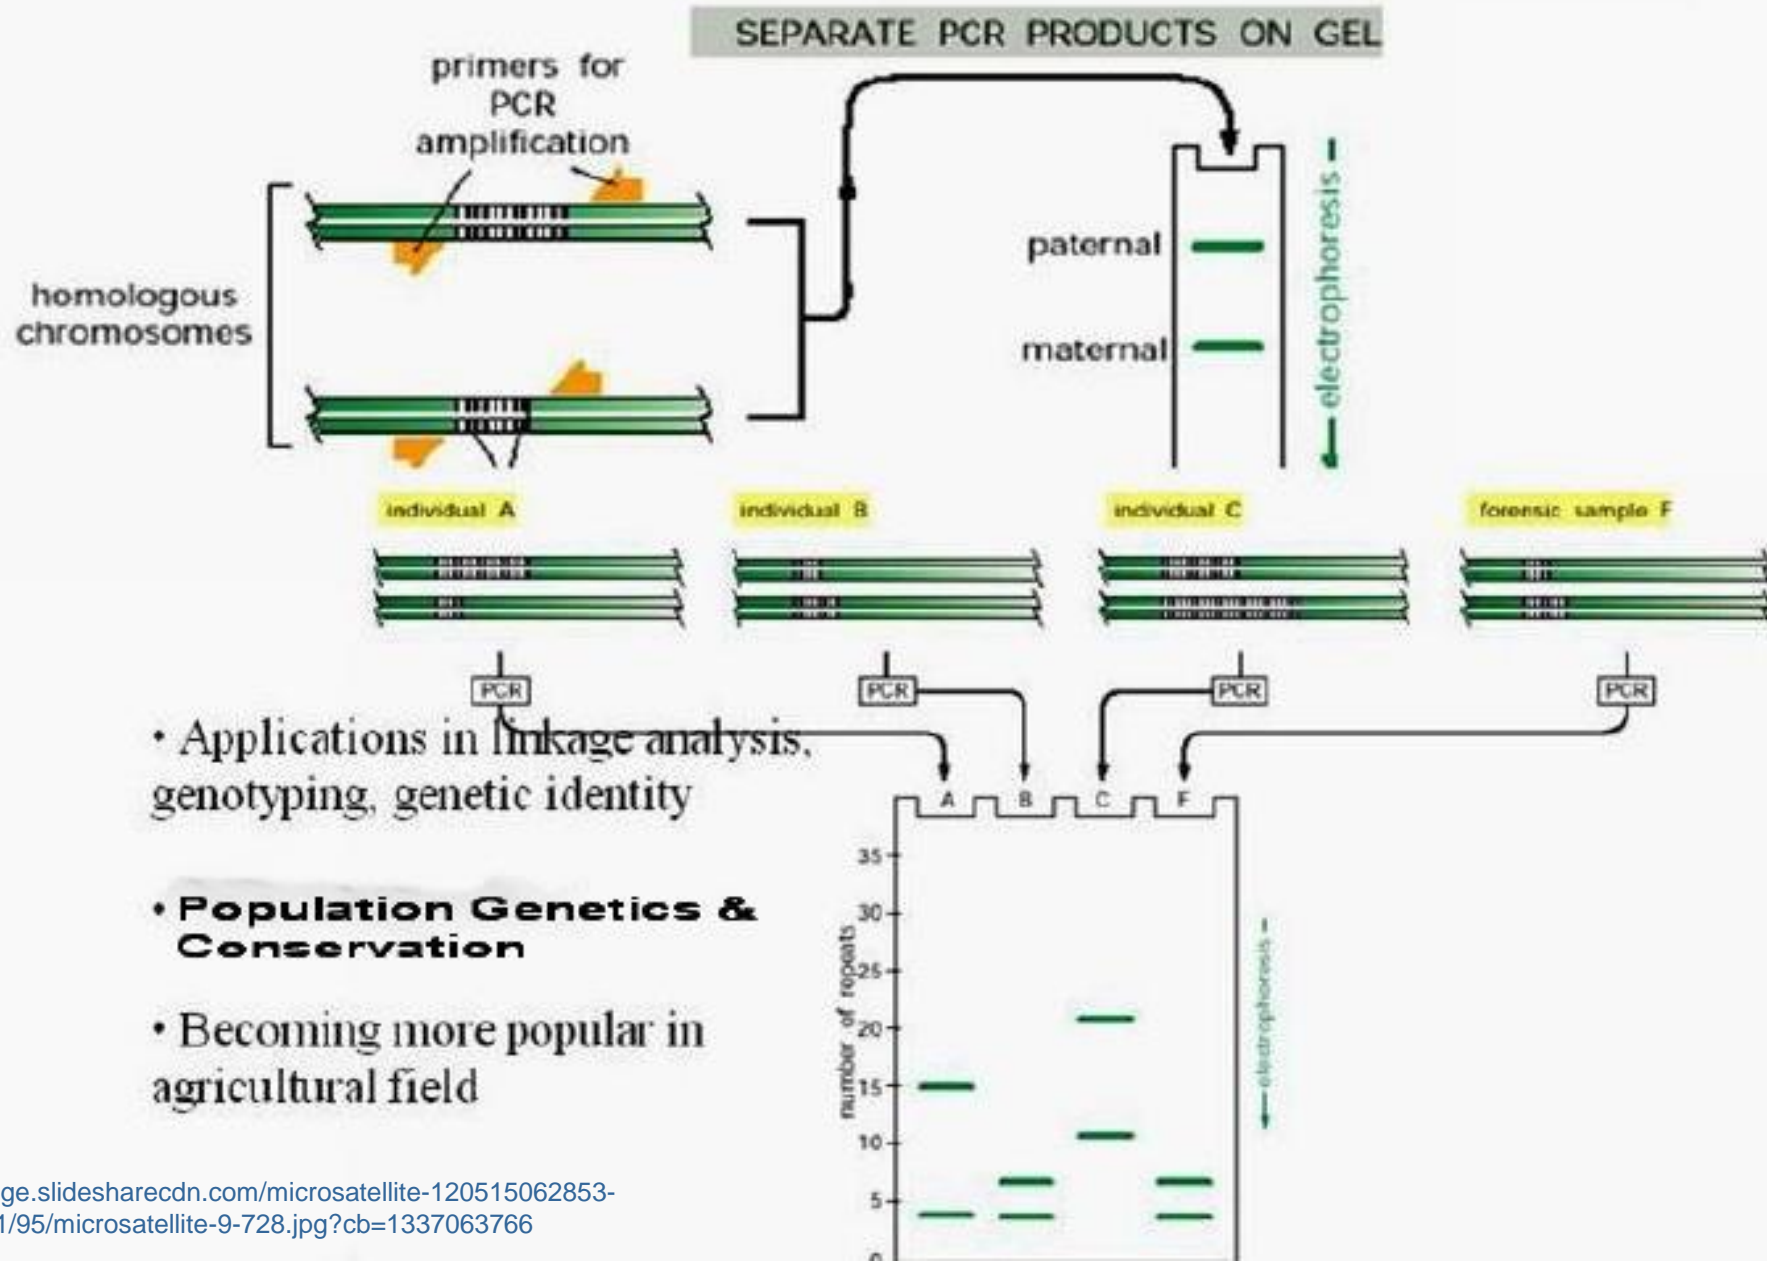 SEPARATE PCR PRODUCTS ON GEL
primers for
PCR
amplification
homologous
chromosomes
paternal
maternal
electrophoresis
individual A
individual B
individual C
forensic sample F
PCR
PCR
PCR
PCR
• Applications in linkage analysis,
genotyping, genetic identity
• Population Genetics &
Conservation
• Becoming more popular in
agricultural field
A
B
C
F
number of repeats
35
30
25
20
15
10
5
0
electrophoresis
ge.slidesharecdn.com/microsatellite-120515062853-
1/95/microsatellite-9-728.jpg?cb=1337063766